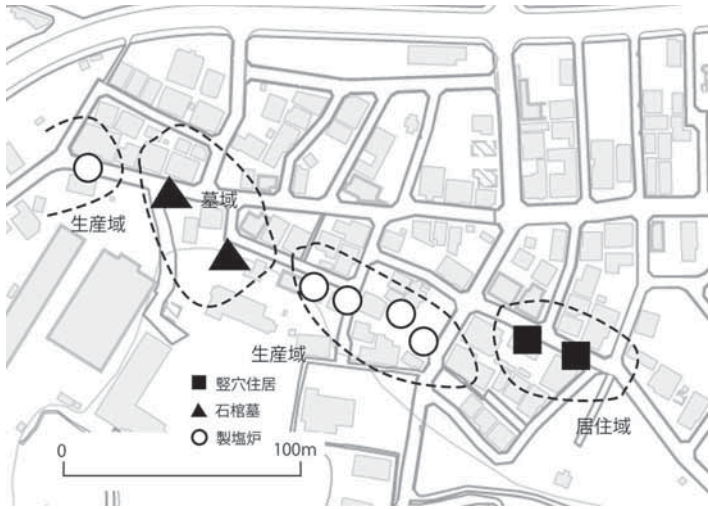 墓域
生産域
生産域
■ 竪穴住居
▲ 石棺墓
○ 製塩炉
居住域
0 100m